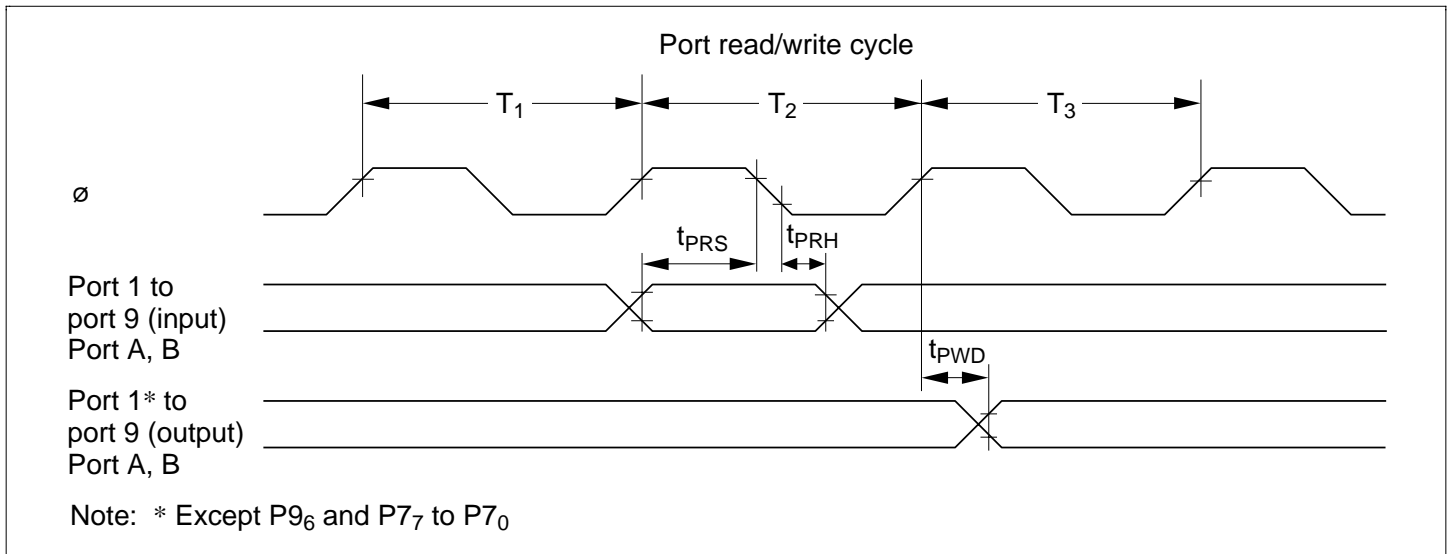 Port read/write cycle
T1 T2 T3
ø
tPRS tPRH
Port 1 to
port 9 (input)
Port A, B
tPWD
Port 1* to
port 9 (output)
Port A, B
Note: * Except P96 and P77 to P70